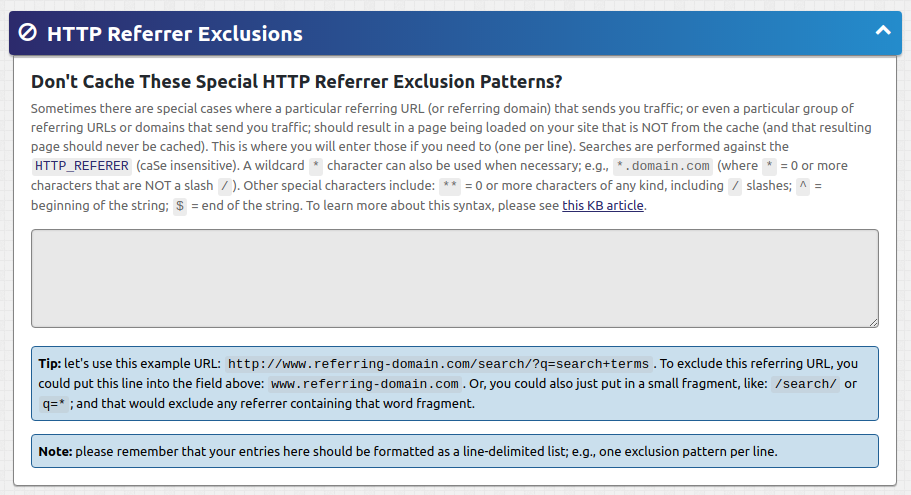 HTTP Referrer Exclusions
Don't Cache These Special HTTP Referrer Exclusion Patterns?
Sometimes there are special cases where a particular referring URL (or referring domain) that sends you traffic; or even a particular group of
referring URLs or domains that send you traffic; should result in a page being loaded on your site that is NOT from the cache (and that resulting
page should never be cached). This is where you will enter those if you need to (one per line). Searches are performed against the
HTTP_REFERER (caSe insensitive). A wildcard * character can also be used when necessary; e.g., *.domain.com (where * = 0 or more
characters that are NOT a slash /). Other special characters include: ** = 0 or more characters of any kind, including / slashes; ^ =
beginning of the string; $ = end of the string. To learn more about this syntax, please see this KB article.
Tip: let's use this example URL: http://www.referring-domain.com/search/?q=search+terms. To exclude this referring URL, you
could put this line into the field above: www.referring-domain.com. Or, you could also just put in a small fragment, like: /search/ or
q=*; and that would exclude any referrer containing that word fragment.
Note: please remember that your entries here should be formatted as a line-delimited list; e.g., one exclusion pattern per line.